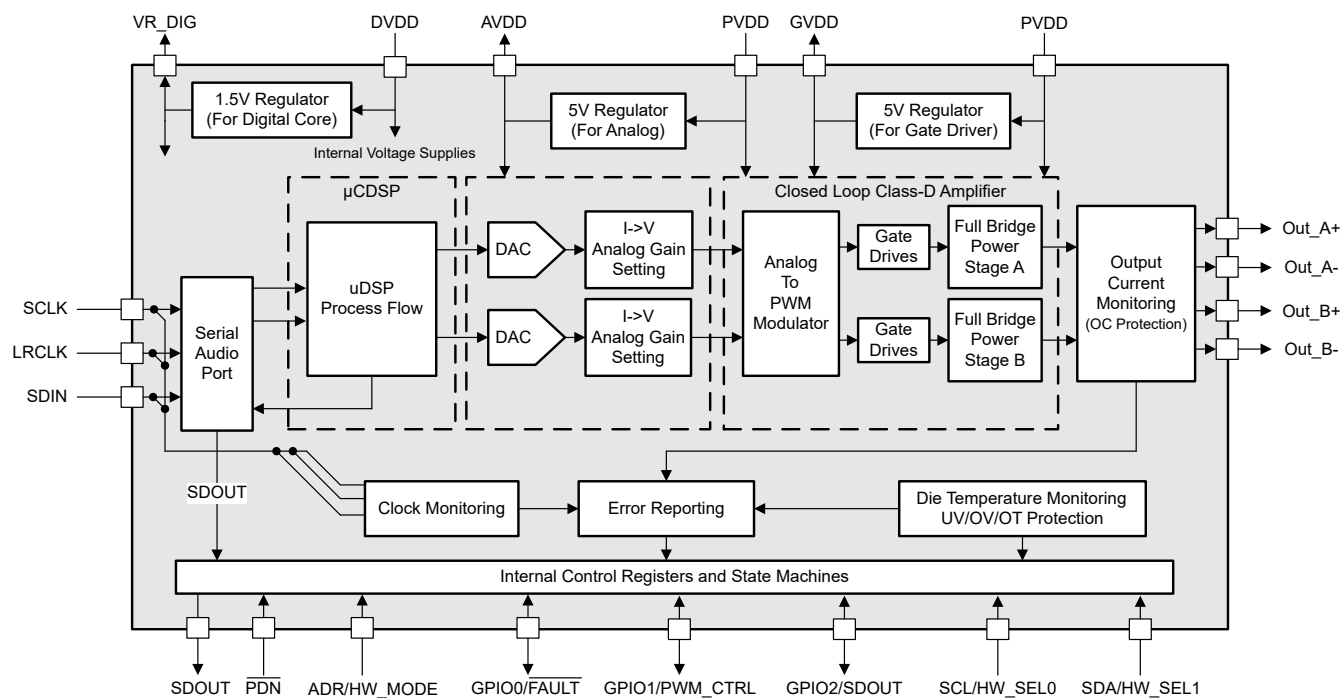 VR_DIG
DVDD
AVDD
PVDD
GVDD
PVDD
1.5V Regulator
(For Digital Core)
5V Regulator
(For Analog)
5V Regulator
(For Gate Driver)
Internal Voltage Supplies
µCDSP
Closed Loop Class-D Amplifier
SCLK
LRCLK
SDIN
Serial
Audio
Port
uDSP
Process Flow
DAC
I->V
Analog Gain
Setting
DAC
I->V
Analog Gain
Setting
Analog
To
PWM
Modulator
Gate
Drives
Full Bridge
Power
Stage A
Gate
Drives
Full Bridge
Power
Stage B
Output
Current
Monitoring
(OC Protection)
Out_A+
Out_A-
Out_B+
Out_B-
SDOUT
Clock Monitoring
Error Reporting
Die Temperature Monitoring
UV/OV/OT Protection
Internal Control Registers and State Machines
SDOUT
PDN
ADR/HW_MODE
GPIO0/FAULT
GPIO1/PWM_CTRL
GPIO2/SDOUT
SCL/HW_SEL0
SDA/HW_SEL1